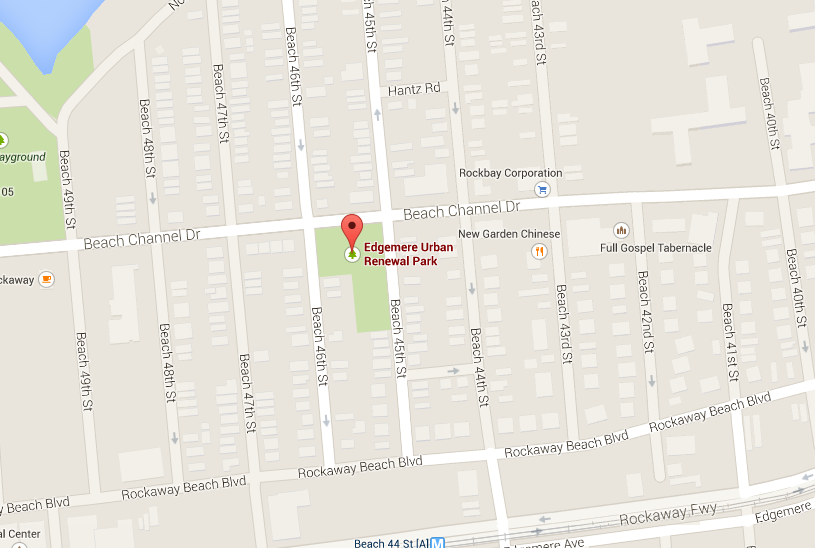 No
Beach 45th St
Beach 44th St
Beach 43rd St
Beach 46th St
Hantz Rd
Beach 47th St
Beach 48th St
Beach 40th St
Beach 49th St
ayground
Rockbay Corporation
05
Beach Channel Dr
Beach Channel Dr
New Garden Chinese
Full Gospel Tabernacle
Edgemere Urban
Renewal Park
ckaway
Beach 40th St
Beach 43rd St
Beach 42nd St
Beach 41st St
Beach 45th St
Beach 46th St
Beach 44th St
Beach 48th St
Beach 49th St
Beach 47th St
Rockaway Beach Blvd
Rockaway Beach Blvd
Rockaway Beach Blvd
Rockaway Beach Blvd
y Beach Blvd
Rockaway Fwy
Edgemere
al Center
Beach 44 St [A]
M
Edgemere Ave